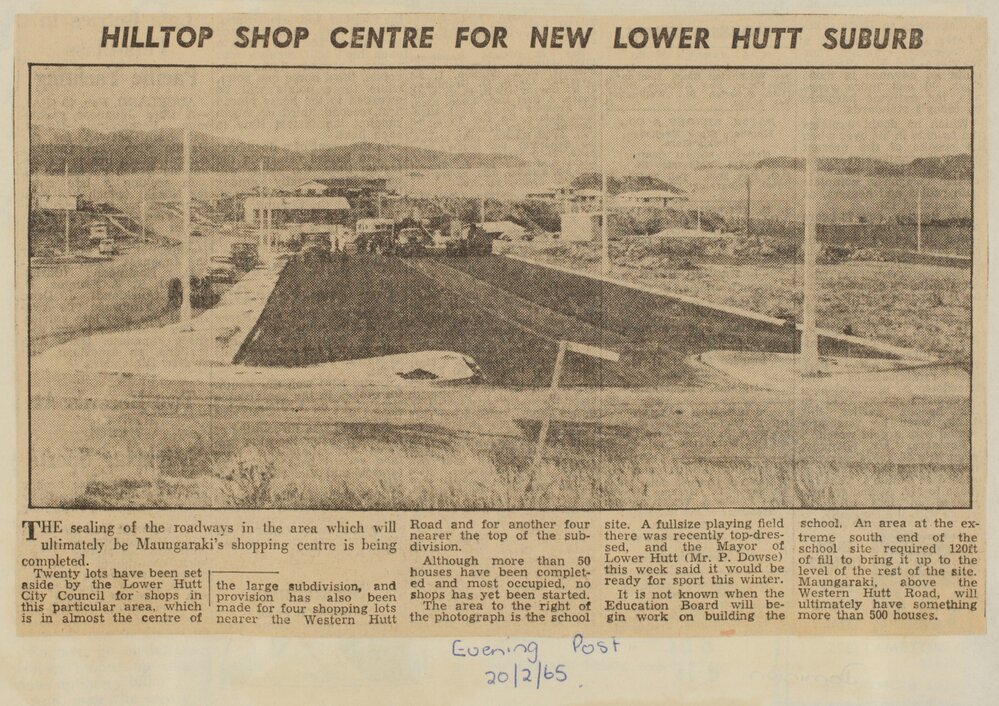 HILLTOP SHOP CENTRE FOR NEW LOWER HUTT SUBURB
THE sealing of the roadways in the area which will
ultimately be Maungaraki's shopping centre is being
completed.
Twenty lots have been set
aside by the Lower Hutt
City Council for shops in
this particular area, which
is in almost the centre of
the large subdivision, and
provision has also been
made for four shopping lots
nearer the Western Hutt
Road and for another four
nearer the top of the sub-
division.
Although more than 50
houses have been complet-
ed and most occupied, no
shops has yet been started.
The area to the right of
the photograph is the school
site. A fullsize playing field
there was recently top-dres-
sed, and the Mayor of
Lower Hutt (Mr. P. Dowse)
this week said it would be
ready for sport this winter.
It is not known when the
Education Board will be-
gin work on building the
school. An area at the ex-
treme south end of the
school site required 120ft
of fill to bring it up to the
level of the rest of the site.
Maungaraki, above the
Western Hutt Road, will
ultimately have something
more than 500 houses.
Evening Post
20/2/65.